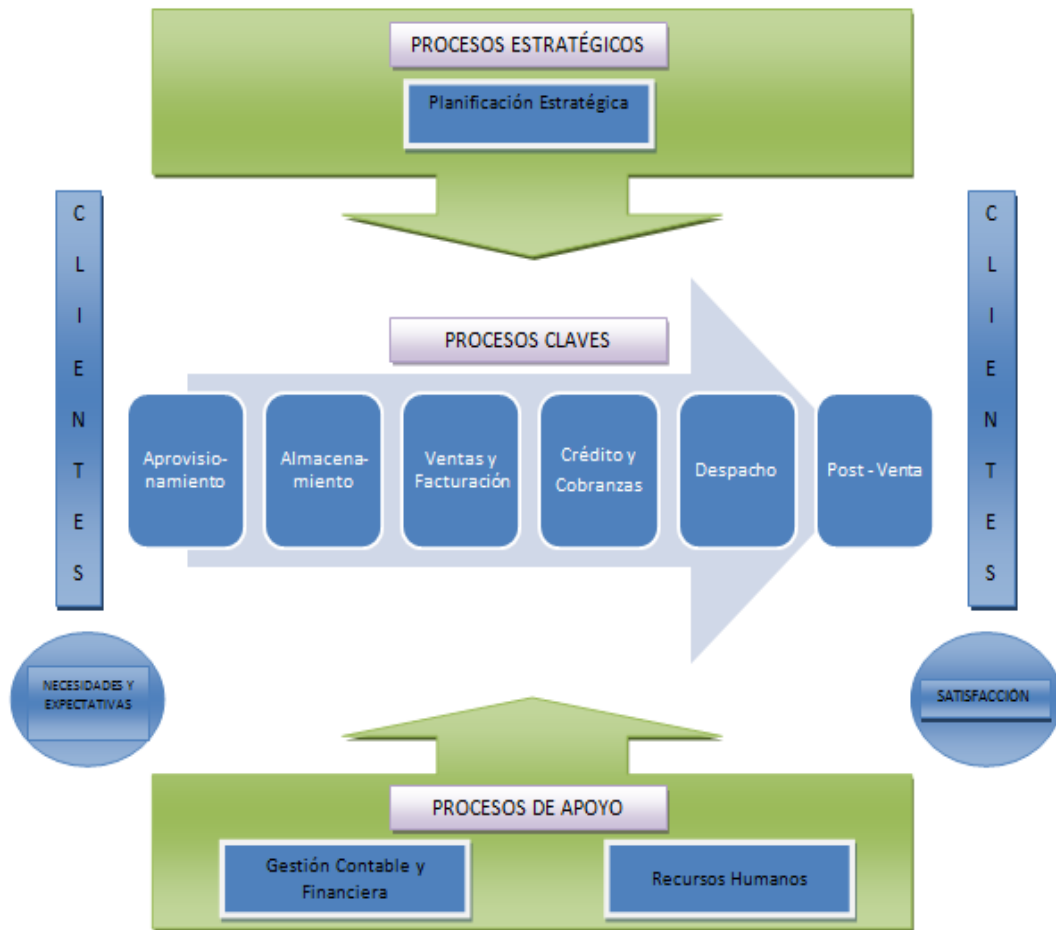 PROCESOS ESTRATÉGICOS
Planificación Estratégica
C
L
I
E
N
T
E
S
NECESIDADES Y
EXPECTATIVAS
PROCESOS CLAVES
Aprovisio-
namiento
Almacena-
miento
Ventas y
Facturación
Crédito y
Cobranzas
Despacho
Post - Venta
C
L
I
E
N
T
E
S
SATISFACCIÓN
PROCESOS DE APOYO
Gestión Contable y
Financiera
Recursos Humanos